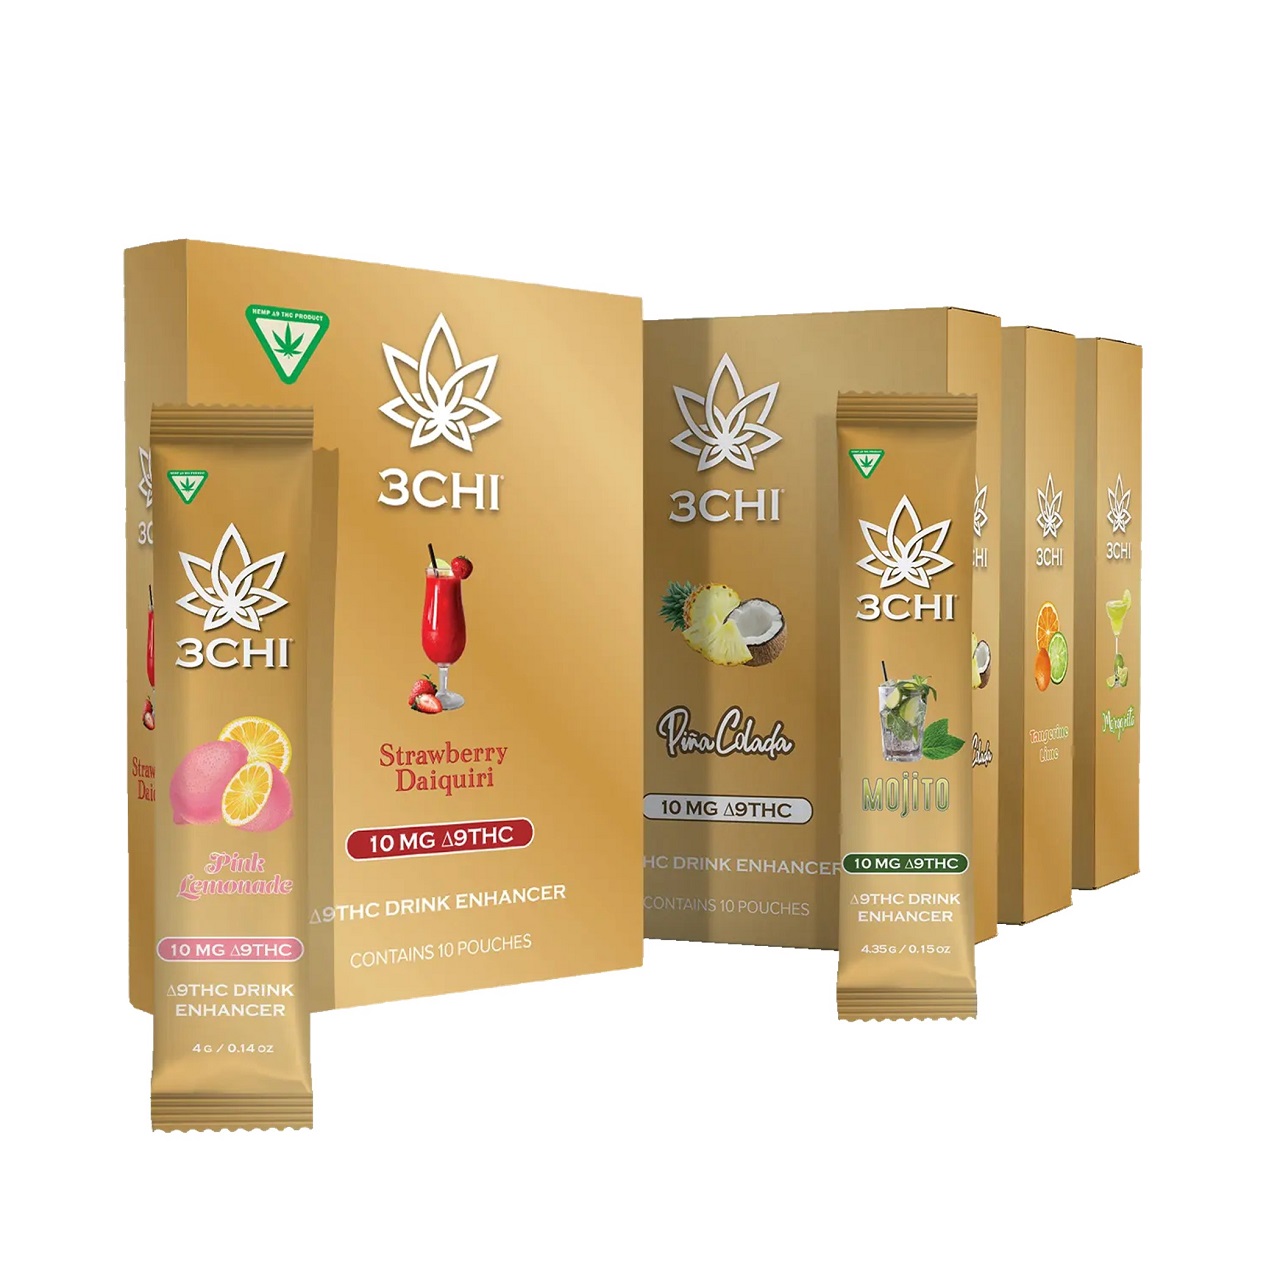 HEMP Δ9 THC PRODUCT
3CHI
Strawberry
Daiquiri
10 MG Δ9THC
Δ9THC DRINK ENHANCER
CONTAINS 10 POUCHES
3CHI
Pink
Lemonade
10 MG Δ9THC
Δ9THC DRINK
ENHANCER
4 G / 0.14 OZ
3CHI
Piña Colada
10 MG Δ9THC
HC DRINK ENHANCER
CONTAINS 10 POUCHES
3CHI
MOJITO
10 MG Δ9THC
Δ9THC DRINK
ENHANCER
4.35 G / 0.15 OZ
3CHI
Tangerine
Lime
3CHI
Margarita